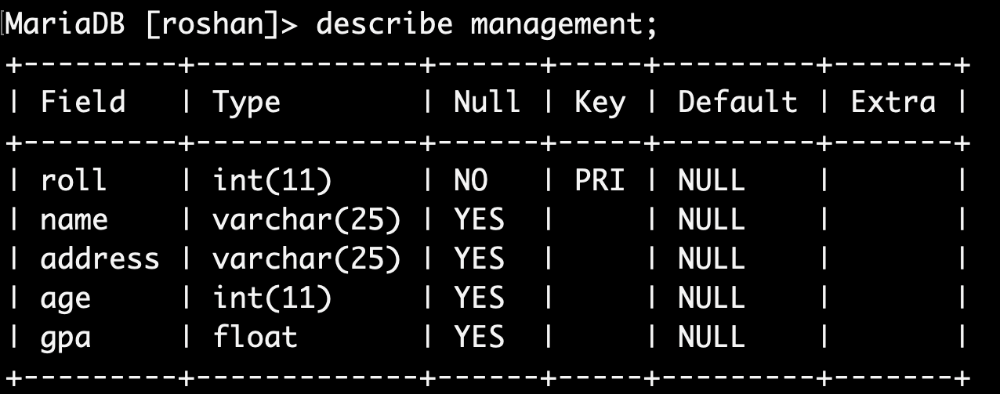 MariaDB [roshan]> describe management;
+---------+-------------+------+-----+---------+-------+
| Field   | Type        | Null | Key | Default | Extra |
+---------+-------------+------+-----+---------+-------+
| roll    | int(11)     | NO   | PRI | NULL    |       |
| name    | varchar(25) | YES  |     | NULL    |       |
| address | varchar(25) | YES  |     | NULL    |       |
| age     | int(11)     | YES  |     | NULL    |       |
| gpa     | float       | YES  |     | NULL    |       |
+---------+-------------+------+-----+---------+-------+